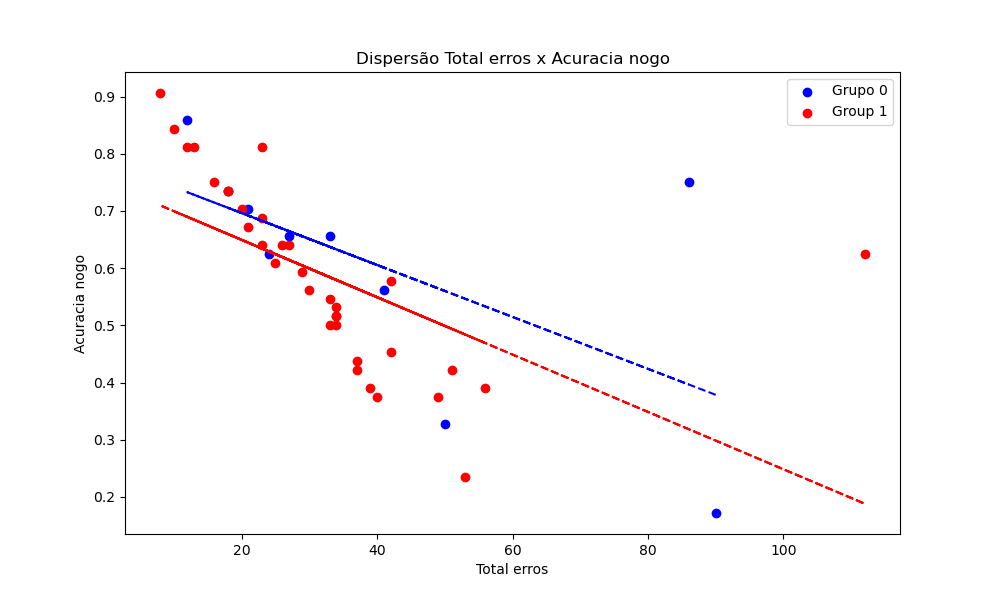 Dispersão Total erros x Acuracia nogo
Grupo 0
Group 1
Acuracia nogo
0.9
0.8
0.7
0.6
0.5
0.4
0.3
0.2
20 40 60 80 100
Total erros